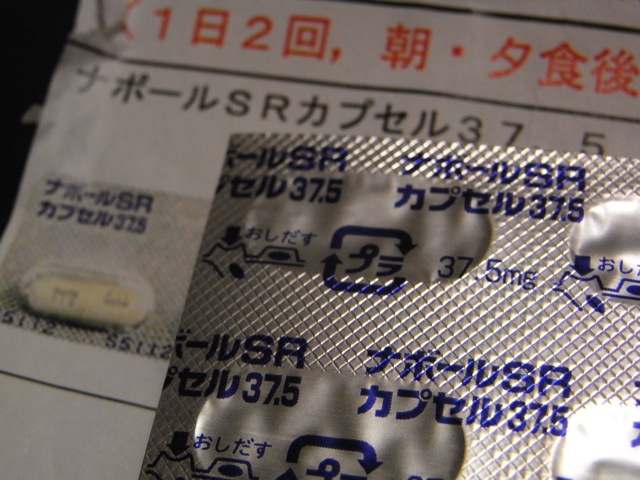 1日2回，朝・夕食後
ナボールSRカプセル37．5
ナボールSR
カプセル37.5
55112 55112
ボールSR ナボールSR
セル37.5 カプセル37.5
おしだす プラ 37.5mg おしだ
ボールSR ナボールSR
セル37.5 カプセル37.5
おしだす プラ